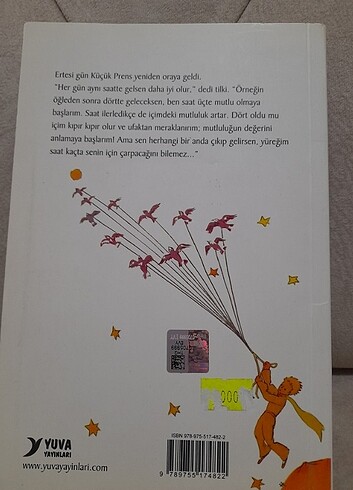 Ertesi gün Küçük Prens yeniden oraya geldi.
"Her gün aynı saatte gelsen daha iyi olur," dedi tilki. "Örneğin
öğleden sonra dörtte geleceksen, ben saat üçte mutlu olmaya
başlarım. Saat ilerledikçe de içimdeki mutluluk artar. Dört oldu mu
içim kıpır kıpır olur ve ufaktan meraklanırım; mutluluğun değerini
anlamaya başlarım! Ama sen herhangi bir anda çıkıp gelirsen, yüreğim
saat kaçta senin için çarpacağını bilemez..."
000
YUVA
YAYINLARI
www.yuvayayinlari.com
ISBN 978-975-517-482-2
9 789755 174822